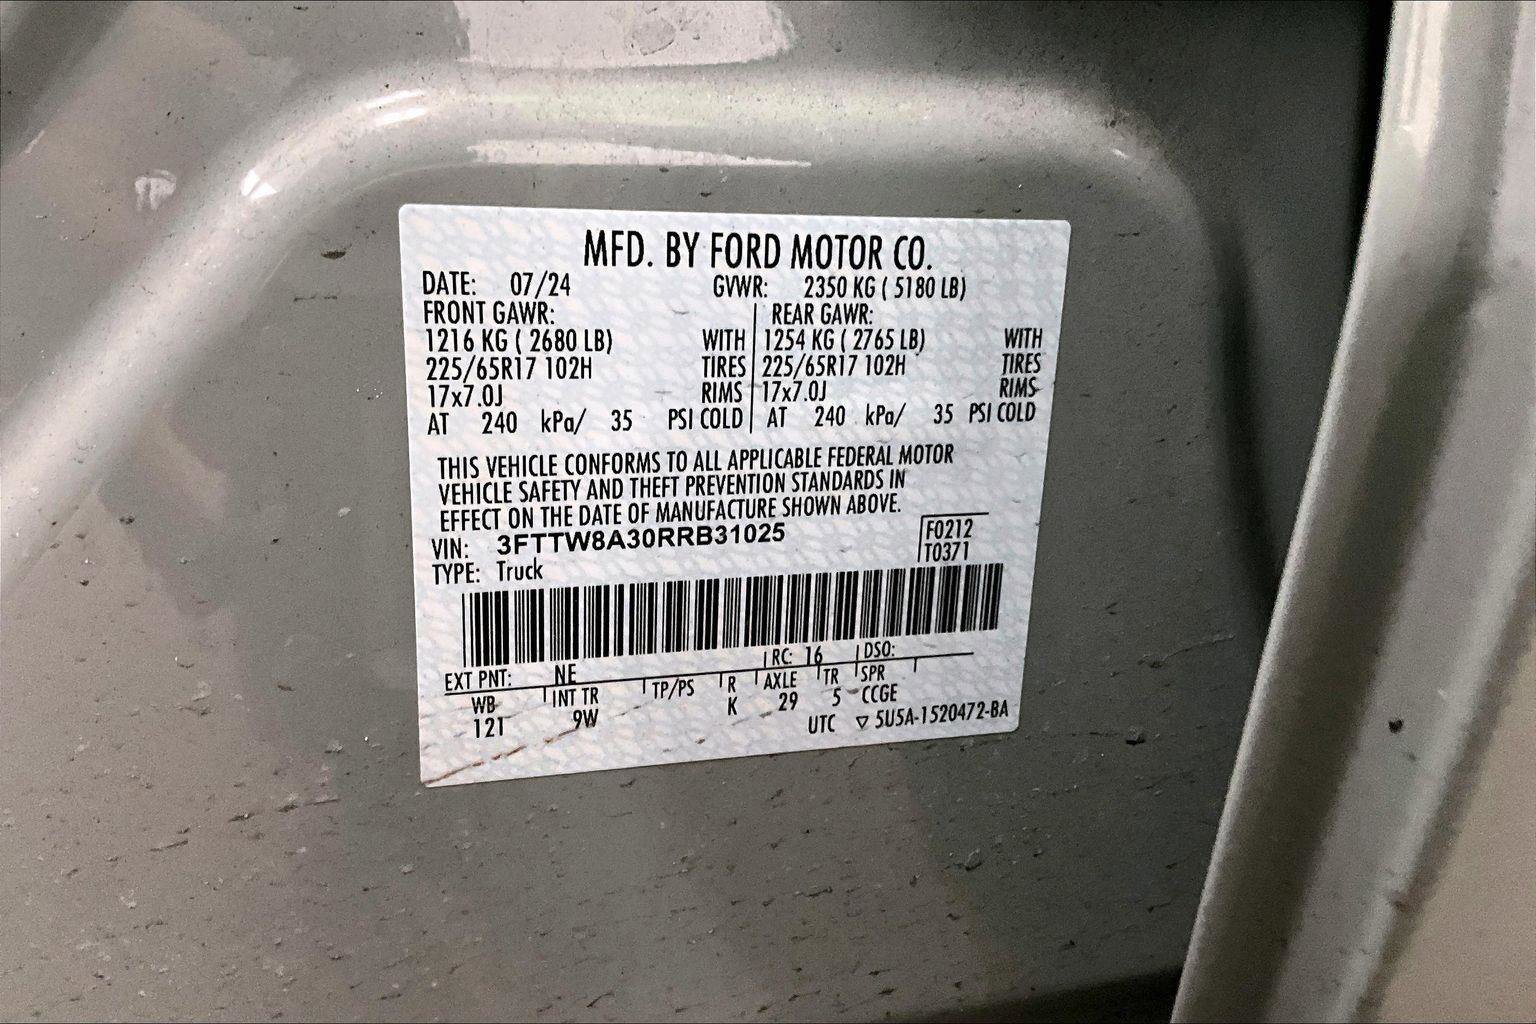 MFD. BY FORD MOTOR CO.
DATE: 07/24 GVWR: 2350 KG ( 5180 LB)
FRONT GAWR: REAR GAWR:
1216 KG ( 2680 LB) WITH 1254 KG ( 2765 LB) WITH
225/65R17 102H TIRES 225/65R17 102H TIRES
17x7.0J RIMS 17x7.0J RIMS
AT 240 kPa/ 35 PSI COLD AT 240 kPa/ 35 PSI COLD
THIS VEHICLE CONFORMS TO ALL APPLICABLE FEDERAL MOTOR
VEHICLE SAFETY AND THEFT PREVENTION STANDARDS IN
EFFECT ON THE DATE OF MANUFACTURE SHOWN ABOVE.
VIN: 3FTTW8A30RRB31025 F0212
TYPE: Truck T0371
EXT PNT: NE RC: 16 DSO:
WB INT TR TP/PS R AXLE TR SPR
121 9W K 29 5 CCGE
UTC ▽ 5U5A-1520472-BA